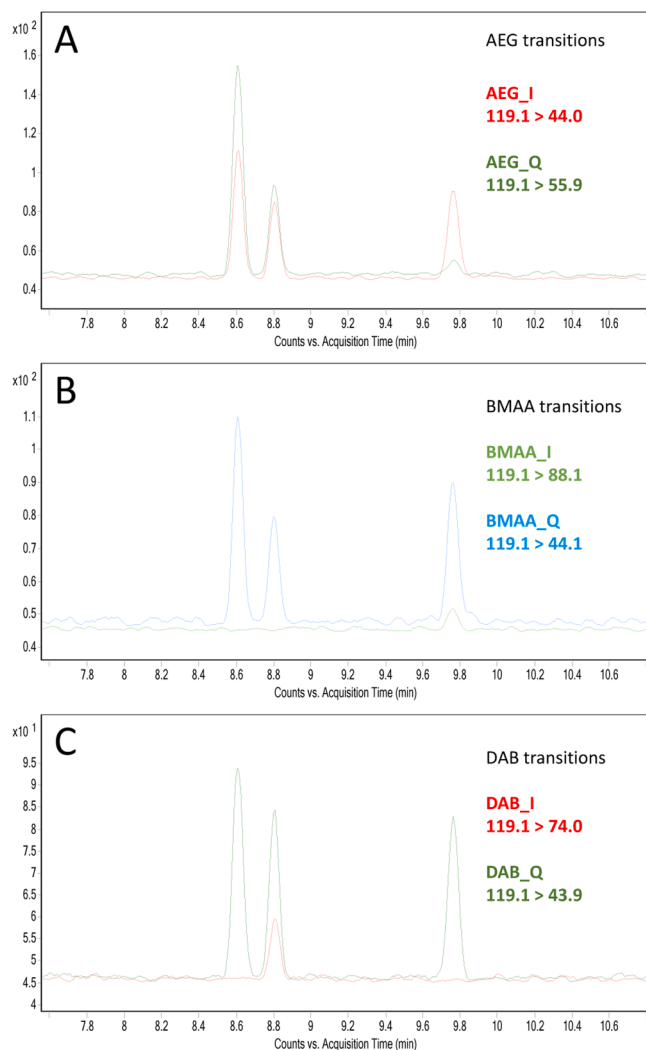 A
x10 2
AEG transitions
1.6
1.4
1.2
1
0.8
0.6
0.4
AEG_I
119.1 > 44.0
AEG_Q
119.1 > 55.9
7.8 8 8.2 8.4 8.6 8.8 9 9.2 9.4 9.6 9.8 10 10.2 10.4 10.6
Counts vs. Acquisition Time (min)
B
x10 2
BMAA transitions
1.1
1
0.9
0.8
0.7
0.6
0.5
0.4
BMAA_I
119.1 > 88.1
BMAA_Q
119.1 > 44.1
7.8 8 8.2 8.4 8.6 8.8 9 9.2 9.4 9.6 9.8 10 10.2 10.4 10.6
Counts vs. Acquisition Time (min)
C
x10 1
DAB transitions
9.5
9
8.5
8
7.5
7
6.5
6
5.5
5
4.5
4
DAB_I
119.1 > 74.0
DAB_Q
119.1 > 43.9
7.8 8 8.2 8.4 8.6 8.8 9 9.2 9.4 9.6 9.8 10 10.2 10.4 10.6
Counts vs. Acquisition Time (min)